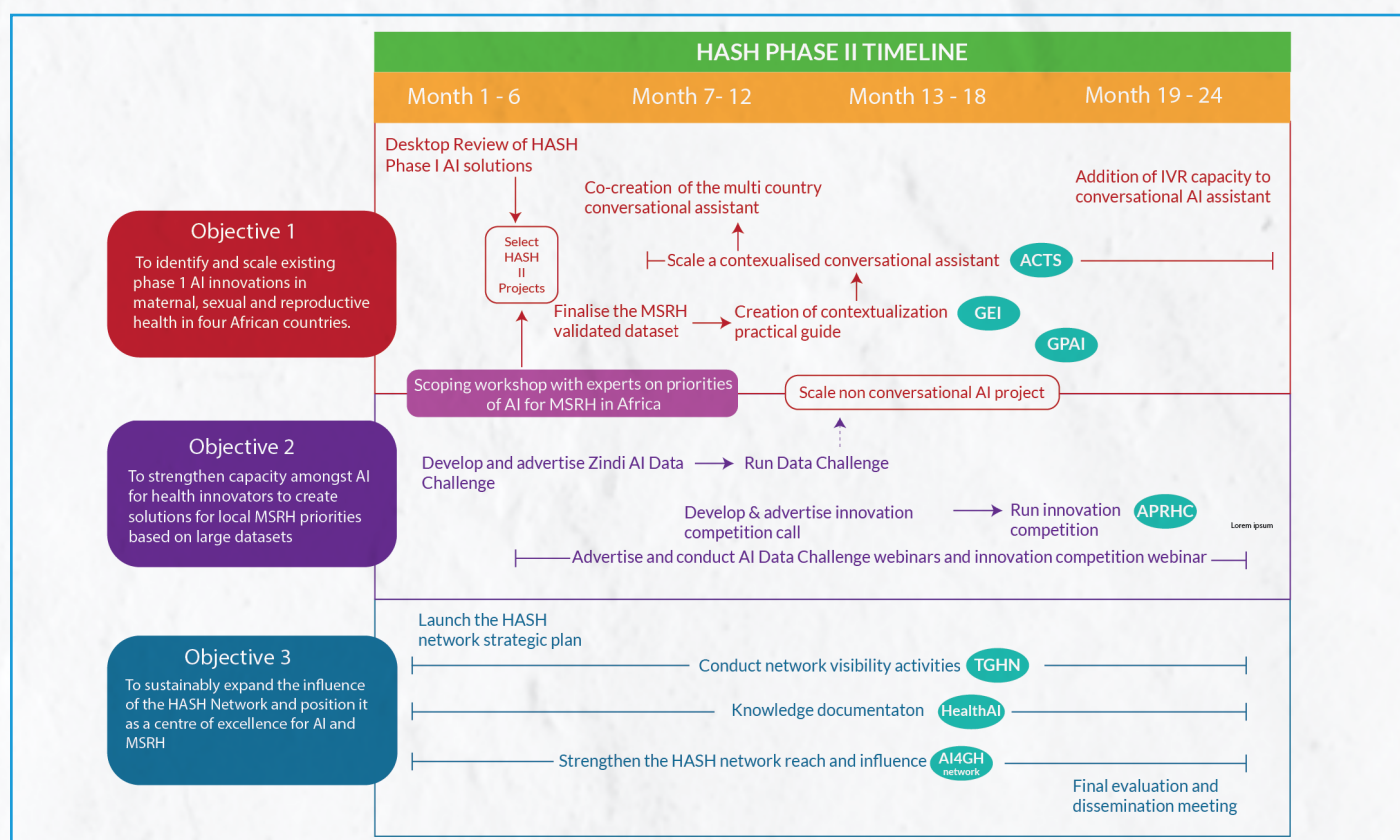 HASH PHASE II TIMELINE
Month 1 - 6
Month 7- 12
Month 13 - 18
Month 19 - 24
Objective 1
To identify and scale existing
phase 1 AI innovations in
maternal, sexual and reproductive
health in four African countries.
Desktop Review of HASH
Phase I AI solutions
Select
HASH
II
Projects
Co-creation of the multi country
conversational assistant
Addition of IVR capacity to
conversational AI assistant
Scale a contexualised conversational assistant
ACTS
Finalise the MSRH
validated dataset
Creation of contextualization
practical guide
GEI
GPAI
Scoping workshop with experts on priorities
of AI for MSRH in Africa
Scale non conversational AI project
Objective 2
To strengthen capacity amongst AI
for health innovators to create
solutions for local MSRH priorities
based on large datasets
Develop and advertise Zindi AI Data
Challenge
Run Data Challenge
Develop & advertise innovation
competition call
Run innovation
competition
APRHC
Lorem ipsum
Advertise and conduct AI Data Challenge webinars and innovation competition webinar
Objective 3
To sustainably expand the influence
of the HASH Network and position it
as a centre of excellence for AI and
MSRH
Launch the HASH
network strategic plan
Conduct network visibility activities
TGHN
Knowledge documentaton
HealthAI
Strengthen the HASH network reach and influence
AI4GH
network
Final evaluation and
dissemination meeting